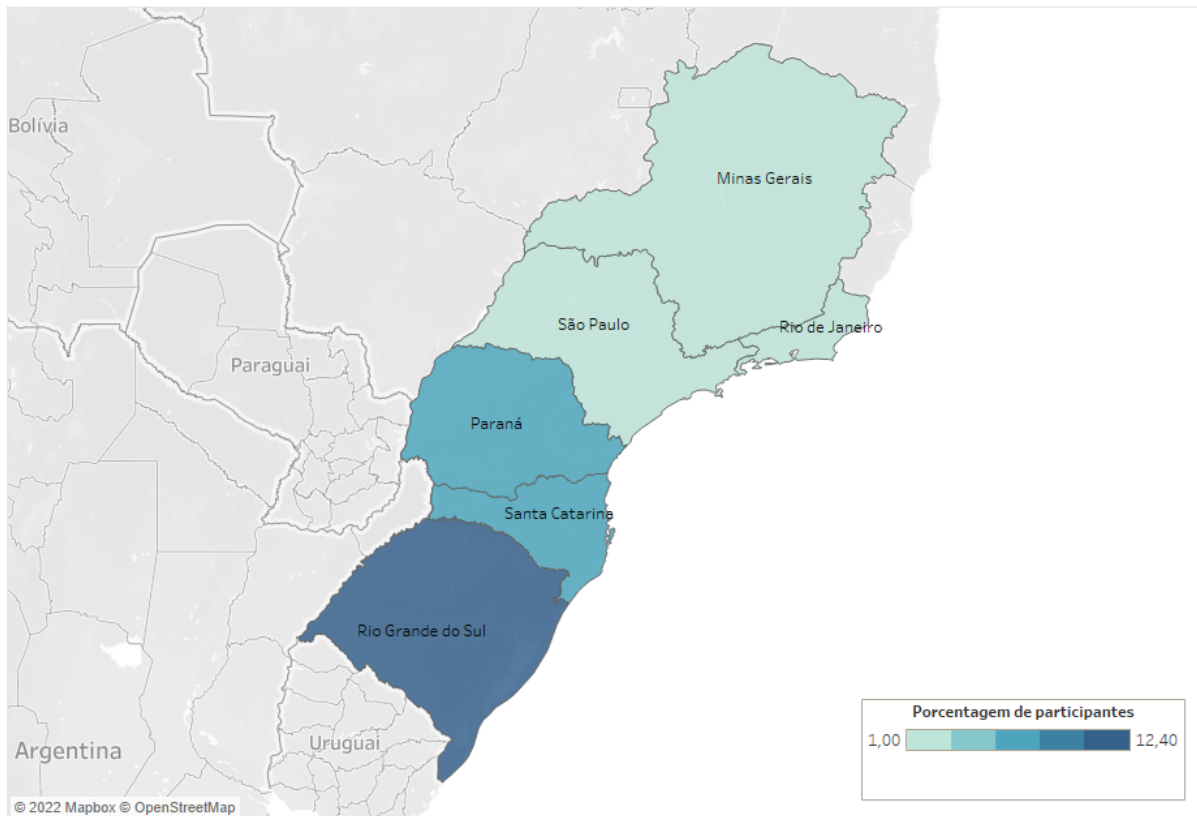 Bolívia
Minas Gerais
São Paulo
Rio de Janeiro
Paraguai
Paraná
Santa Catarina
Rio Grande do Sul
Uruguai
Argentina
Porcentagem de participantes
1,00 12,40
© 2022 Mapbox © OpenStreetMap